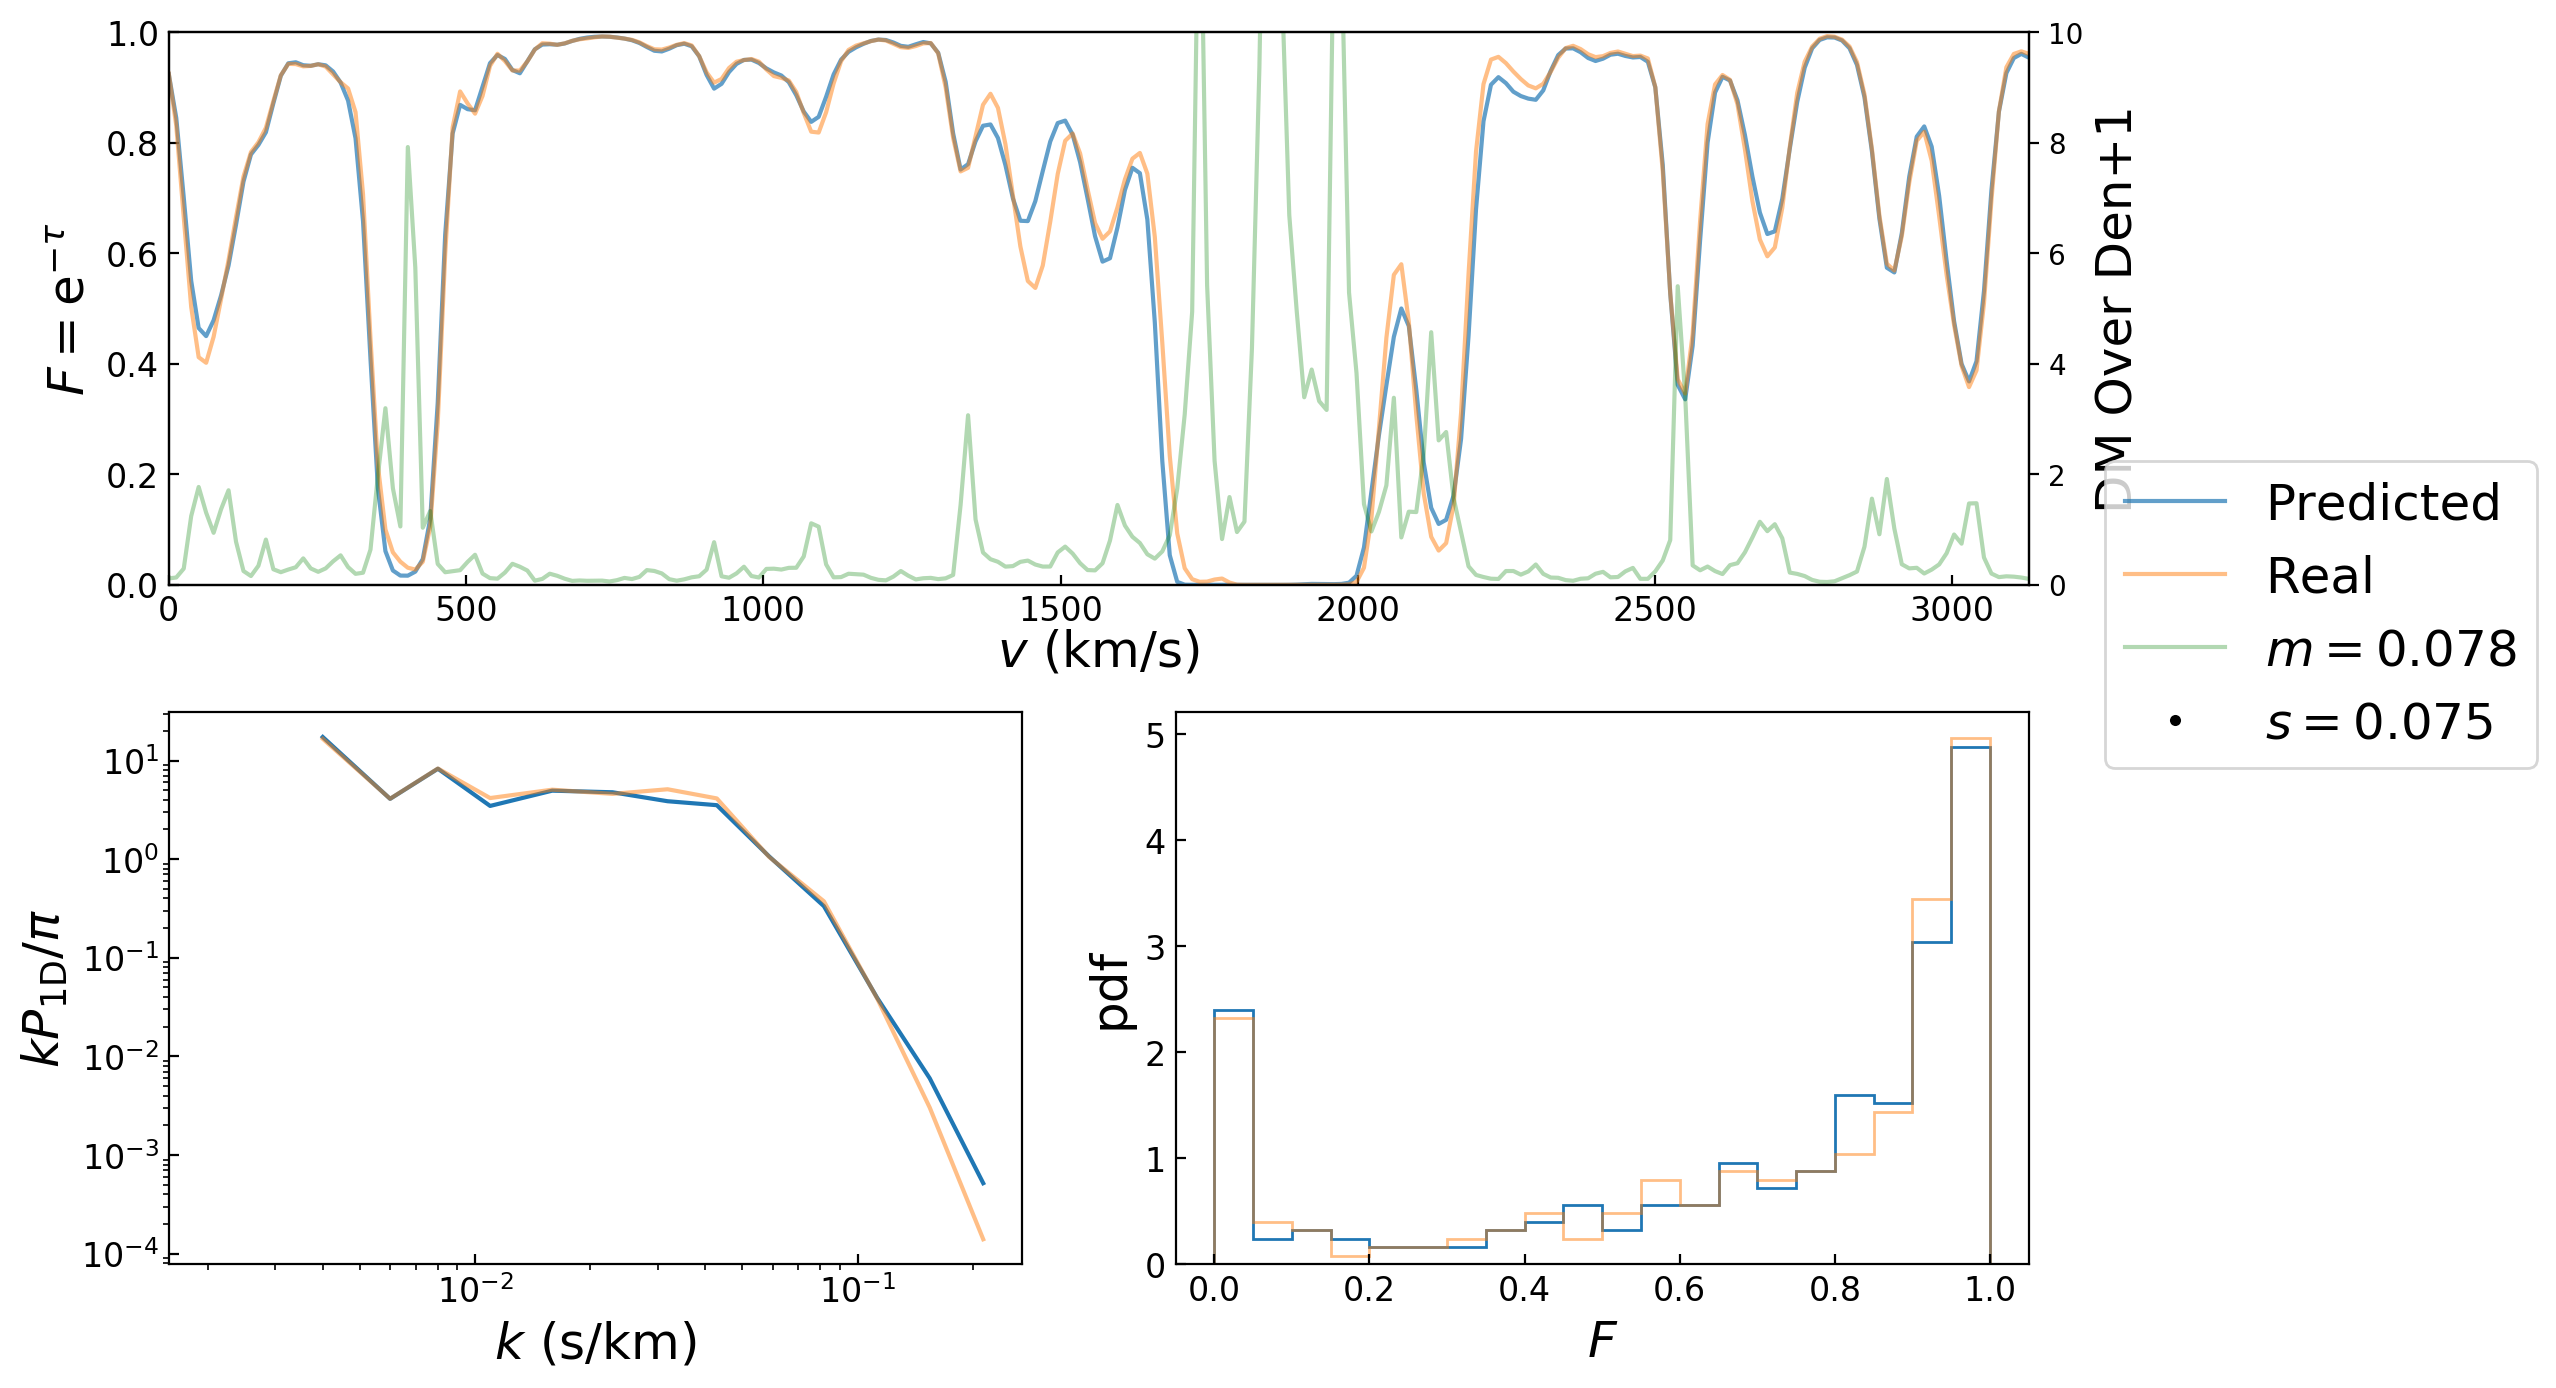 1.0
0.8
0.6
0.4
0.2
0.0
F = e^{−τ}
0 500 1000 1500 2000 2500 3000
v (km/s)
10
8
6
4
2
0
DM Over Den+1
Predicted
Real
m = 0.078
s = 0.075
10^1
10^0
10^{−1}
10^{−2}
10^{−3}
10^{−4}
kP_{1D}/π
10^{−2} 10^{−1}
k (s/km)
5
4
3
2
1
0
pdf
0.0 0.2 0.4 0.6 0.8 1.0
F